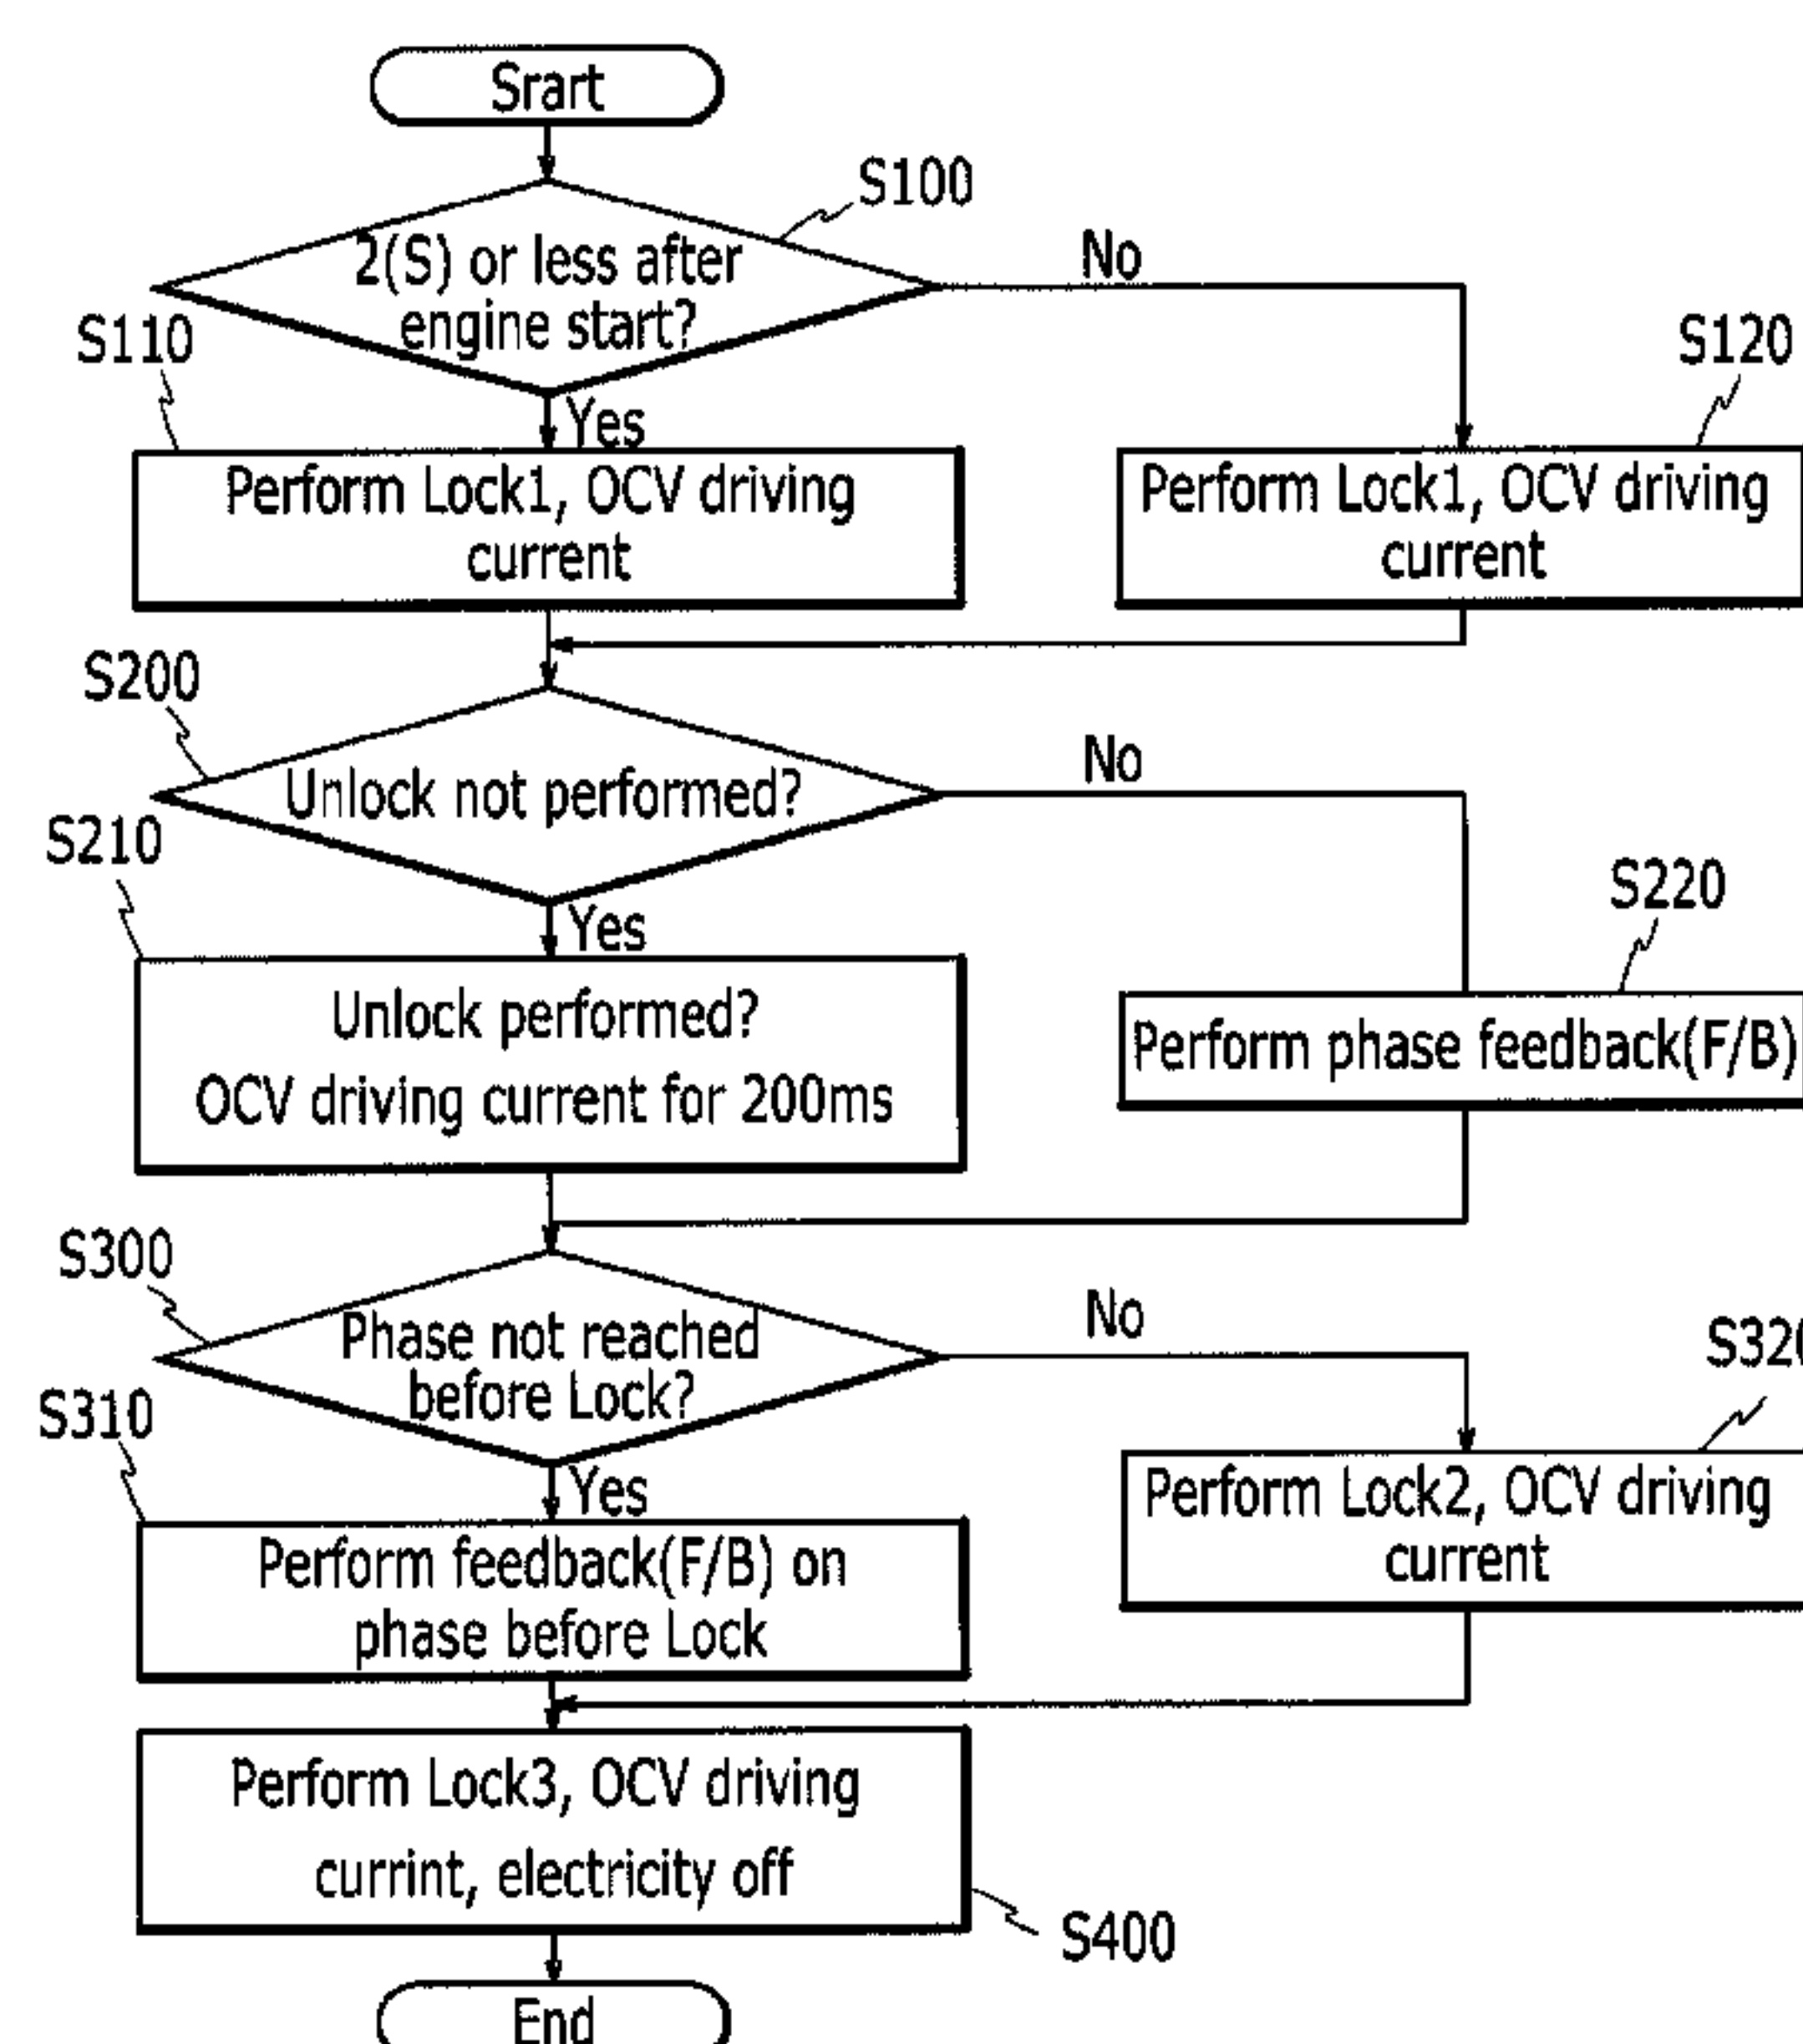 Srart
S100
2(S) or less after
engine start?
No
S110
S120
Yes
Perform Lock1, OCV driving
current
Perform Lock1, OCV driving
current
S200
Unlock not performed?
No
S210
S220
Yes
Unlock performed?
OCV driving current for 200ms
Perform phase feedback(F/B)
S300
Phase not reached
before Lock?
No
S310
S320
Yes
Perform feedback(F/B) on
phase before Lock
Perform Lock2, OCV driving
current
Perform Lock3, OCV driving
currint, electricity off
S400
End